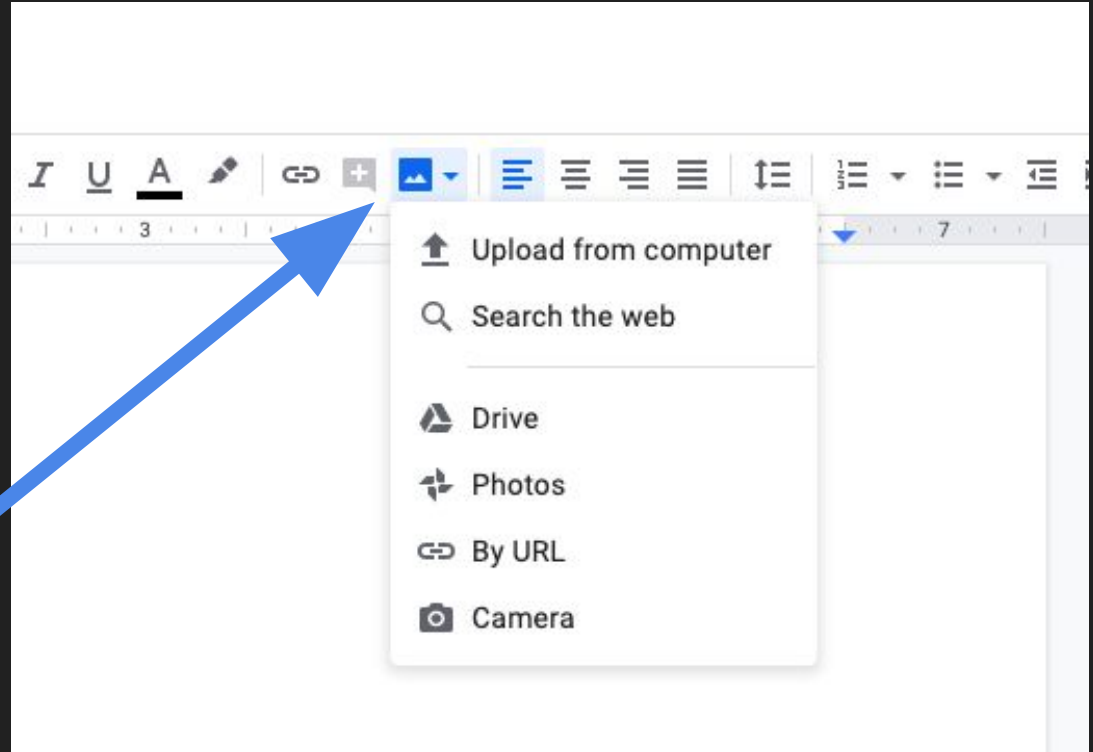 I U A
3 7
Upload from computer
Search the web
Drive
Photos
By URL
Camera